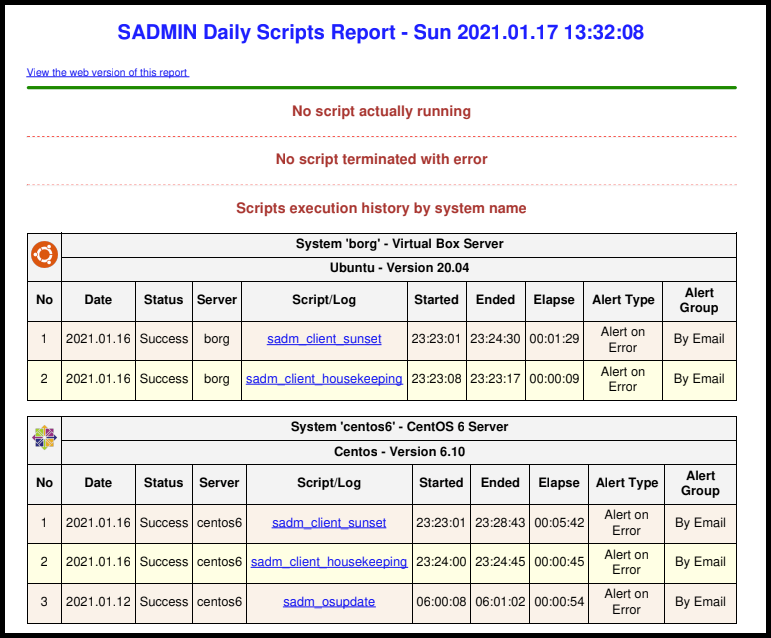 SADMIN Daily Scripts Report - Sun 2021.01.17 13:32:08
View the web version of this report
No script actually running
No script terminated with error
Scripts execution history by system name
System 'borg' - Virtual Box Server
Ubuntu - Version 20.04
No Date Status Server Script/Log Started Ended Elapse Alert Type Alert Group
1 2021.01.16 Success borg sadm_client_sunset 23:23:01 23:24:30 00:01:29 Alert on Error By Email
2 2021.01.16 Success borg sadm_client_housekeeping 23:23:08 23:23:17 00:00:09 Alert on Error By Email
System 'centos6' - CentOS 6 Server
Centos - Version 6.10
No Date Status Server Script/Log Started Ended Elapse Alert Type Alert Group
1 2021.01.16 Success centos6 sadm_client_sunset 23:23:01 23:28:43 00:05:42 Alert on Error By Email
2 2021.01.16 Success centos6 sadm_client_housekeeping 23:24:00 23:24:45 00:00:45 Alert on Error By Email
3 2021.01.12 Success centos6 sadm_osupdate 06:00:08 06:01:02 00:00:54 Alert on Error By Email